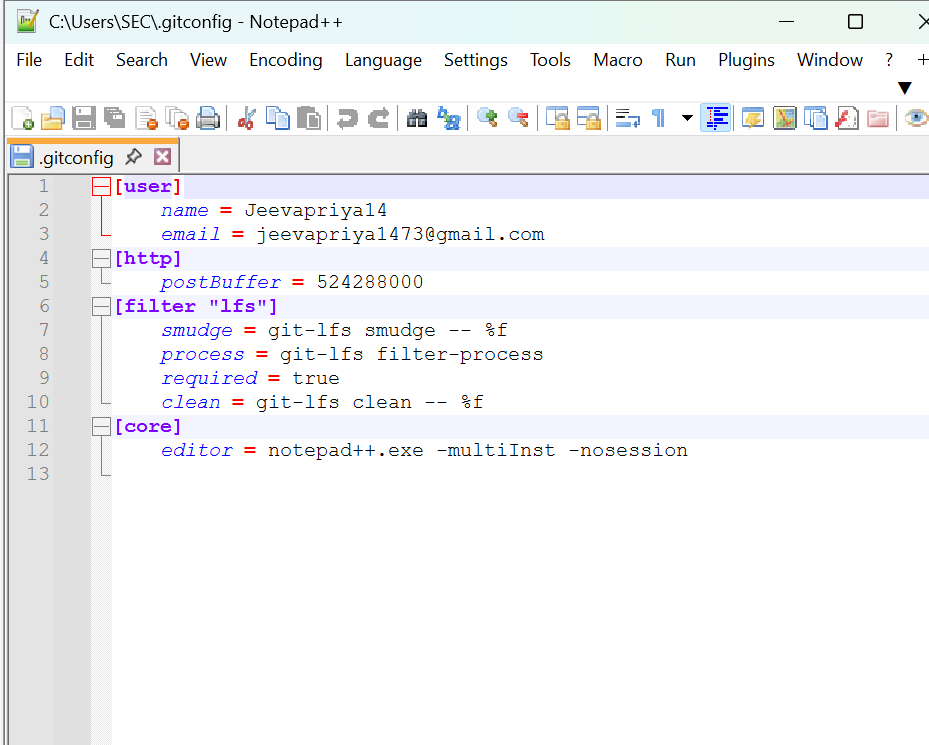 C:\Users\SEC\.gitconfig - Notepad++
File Edit Search View Encoding Language Settings Tools Macro Run Plugins Window ? +
.gitconfig
1 [user]
2 name = Jeevapriya14
3 email = jeevapriya1473@gmail.com
4 [http]
5 postBuffer = 524288000
6 [filter "lfs"]
7 smudge = git-lfs smudge -- %f
8 process = git-lfs filter-process
9 required = true
10 clean = git-lfs clean -- %f
11 [core]
12 editor = notepad++.exe -multiInst -nosession
13